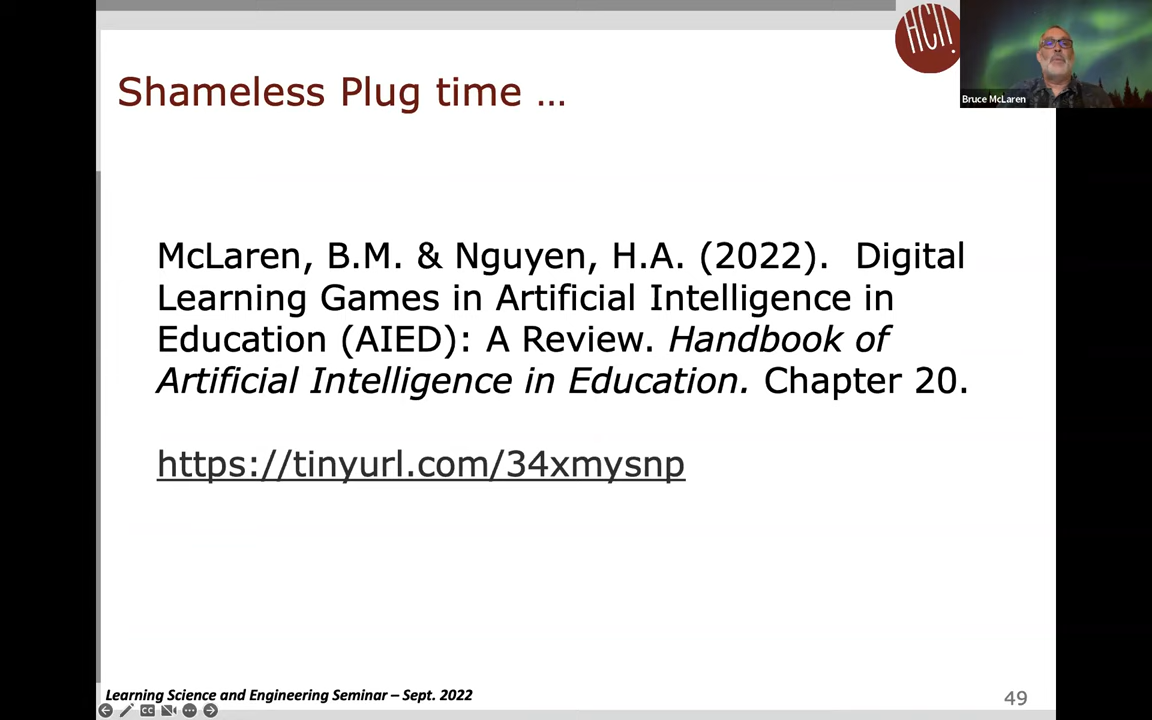 HCII
Bruce McLaren
Shameless Plug time ...
McLaren, B.M. & Nguyen, H.A. (2022).  Digital
Learning Games in Artificial Intelligence in
Education (AIED): A Review. Handbook of
Artificial Intelligence in Education. Chapter 20.
https://tinyurl.com/34xmysnp
Learning Science and Engineering Seminar – Sept. 2022
CC
49